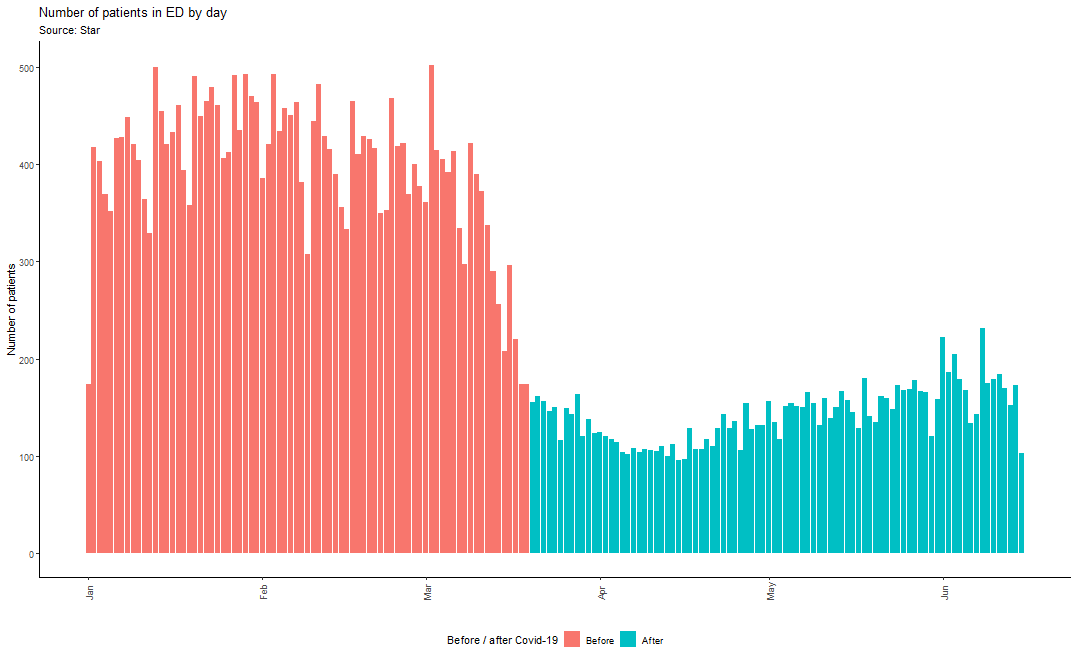 Number of patients in ED by day
Source: Star
Number of patients
500
400
300
200
100
0
Jan
Feb
Mar
Apr
May
Jun
Before / after Covid-19 Before After